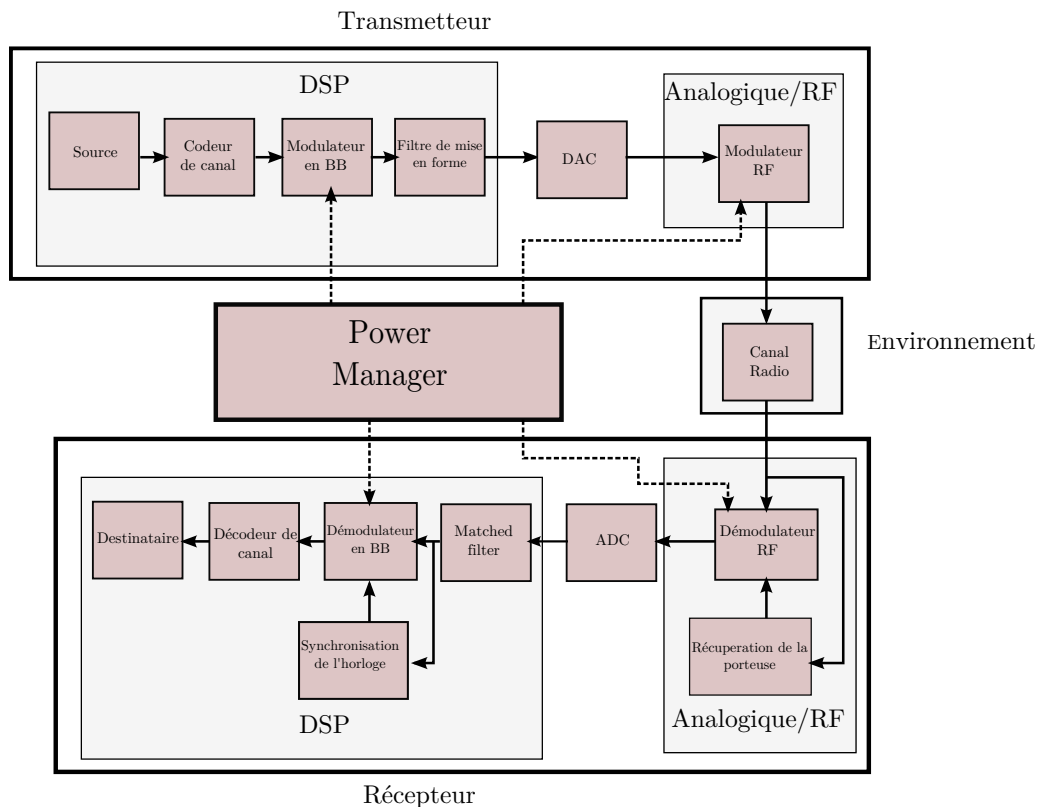 Transmetteur
DSP
Analogique/RF
Source
Codeur
de canal
Modulateur
en BB
Filtre de mise
en forme
DAC
Modulateur
RF
Power
Manager
Canal
Radio
Environnement
Destinataire
Décodeur de
canal
Démodulateur
en BB
Matched
filter
ADC
Démodulateur
RF
Synchronisation
de l'horloge
Récuperation de la
porteuse
DSP
Analogique/RF
Récepteur